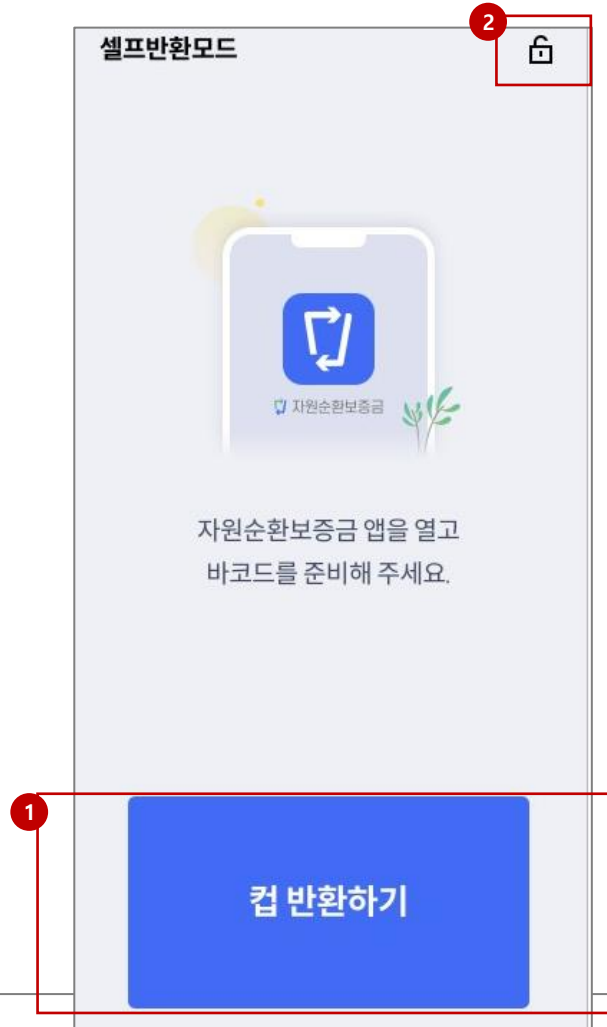 2
셀프반환모드
자원순환보증금
자원순환보증금 앱을 열고
바코드를 준비해 주세요.
1
컵 반환하기